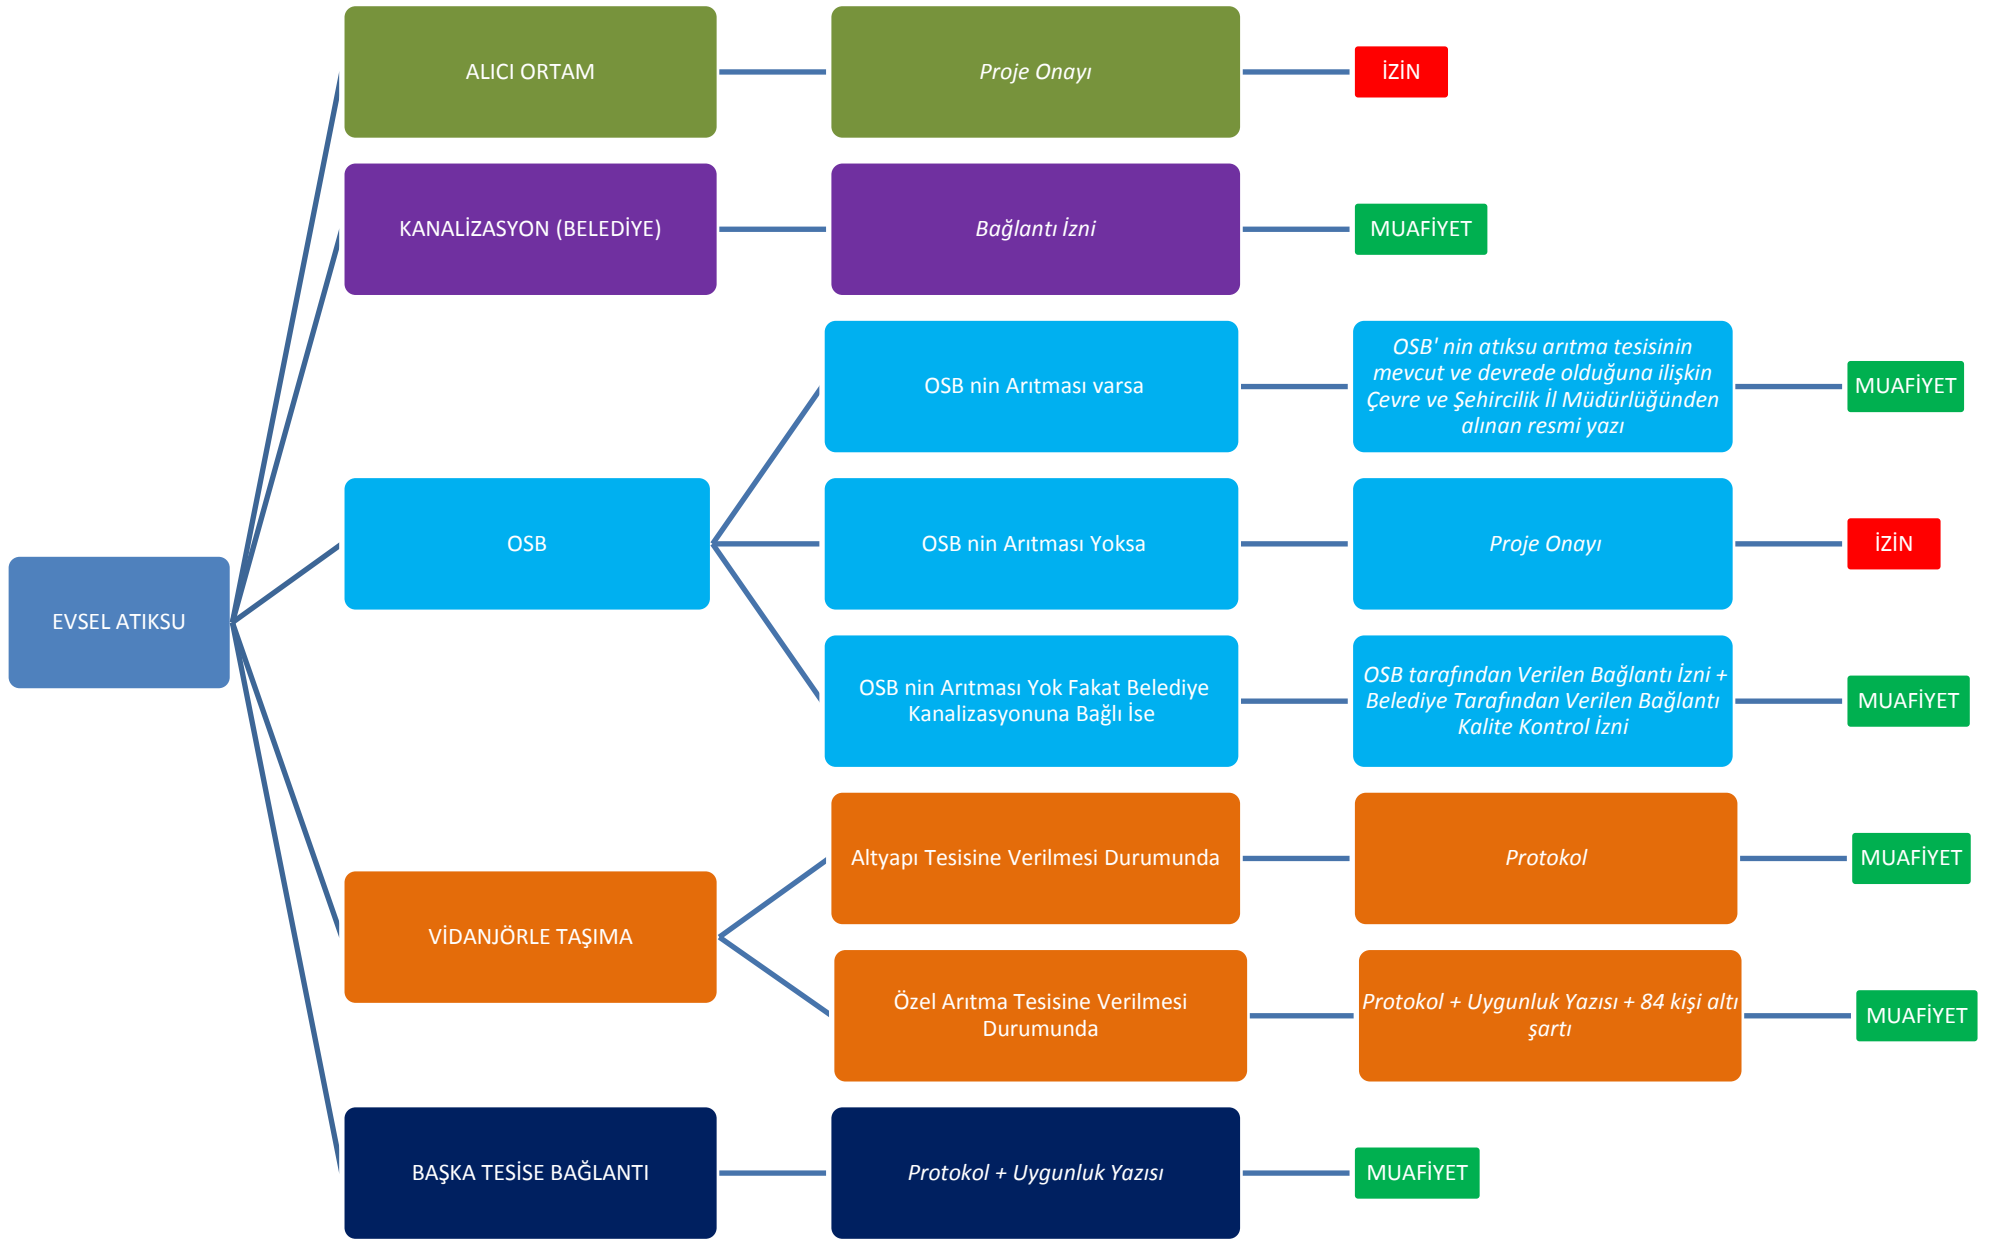 ALICI ORTAM
Proje Onayı
İZİN
KANALİZASYON (BELEDİYE)
Bağlantı İzni
MUAFİYET
EVSEL ATIKSU
OSB
OSB nin Arıtması varsa
OSB' nin atıksu arıtma tesisinin
mevcut ve devrede olduğuna ilişkin
Çevre ve Şehircilik İl Müdürlüğünden
alınan resmi yazı
MUAFİYET
OSB nin Arıtması Yoksa
Proje Onayı
İZİN
OSB nin Arıtması Yok Fakat Belediye
Kanalizasyonuna Bağlı İse
OSB tarafından Verilen Bağlantı İzni +
Belediye Tarafından Verilen Bağlantı
Kalite Kontrol İzni
MUAFİYET
VİDANJÖRLE TAŞIMA
Altyapı Tesisine Verilmesi Durumunda
Protokol
MUAFİYET
Özel Arıtma Tesisine Verilmesi
Durumunda
Protokol + Uygunluk Yazısı + 84 kişi altı
şartı
MUAFİYET
BAŞKA TESİSE BAĞLANTI
Protokol + Uygunluk Yazısı
MUAFİYET